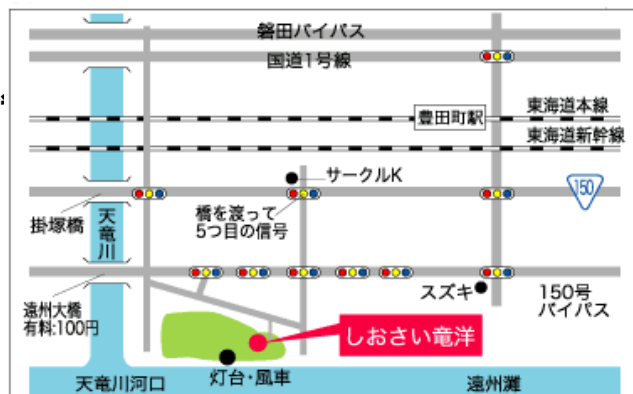 磐田バイパス
国道1号線
豊田町駅
東海道本線
東海道新幹線
サークルK
150
掛塚橋
天竜川
橋を渡って
5つ目の信号
遠州大橋
有料:100円
スズキ
150号
バイパス
しおさい竜洋
灯台・風車
天竜川河口
遠州灘